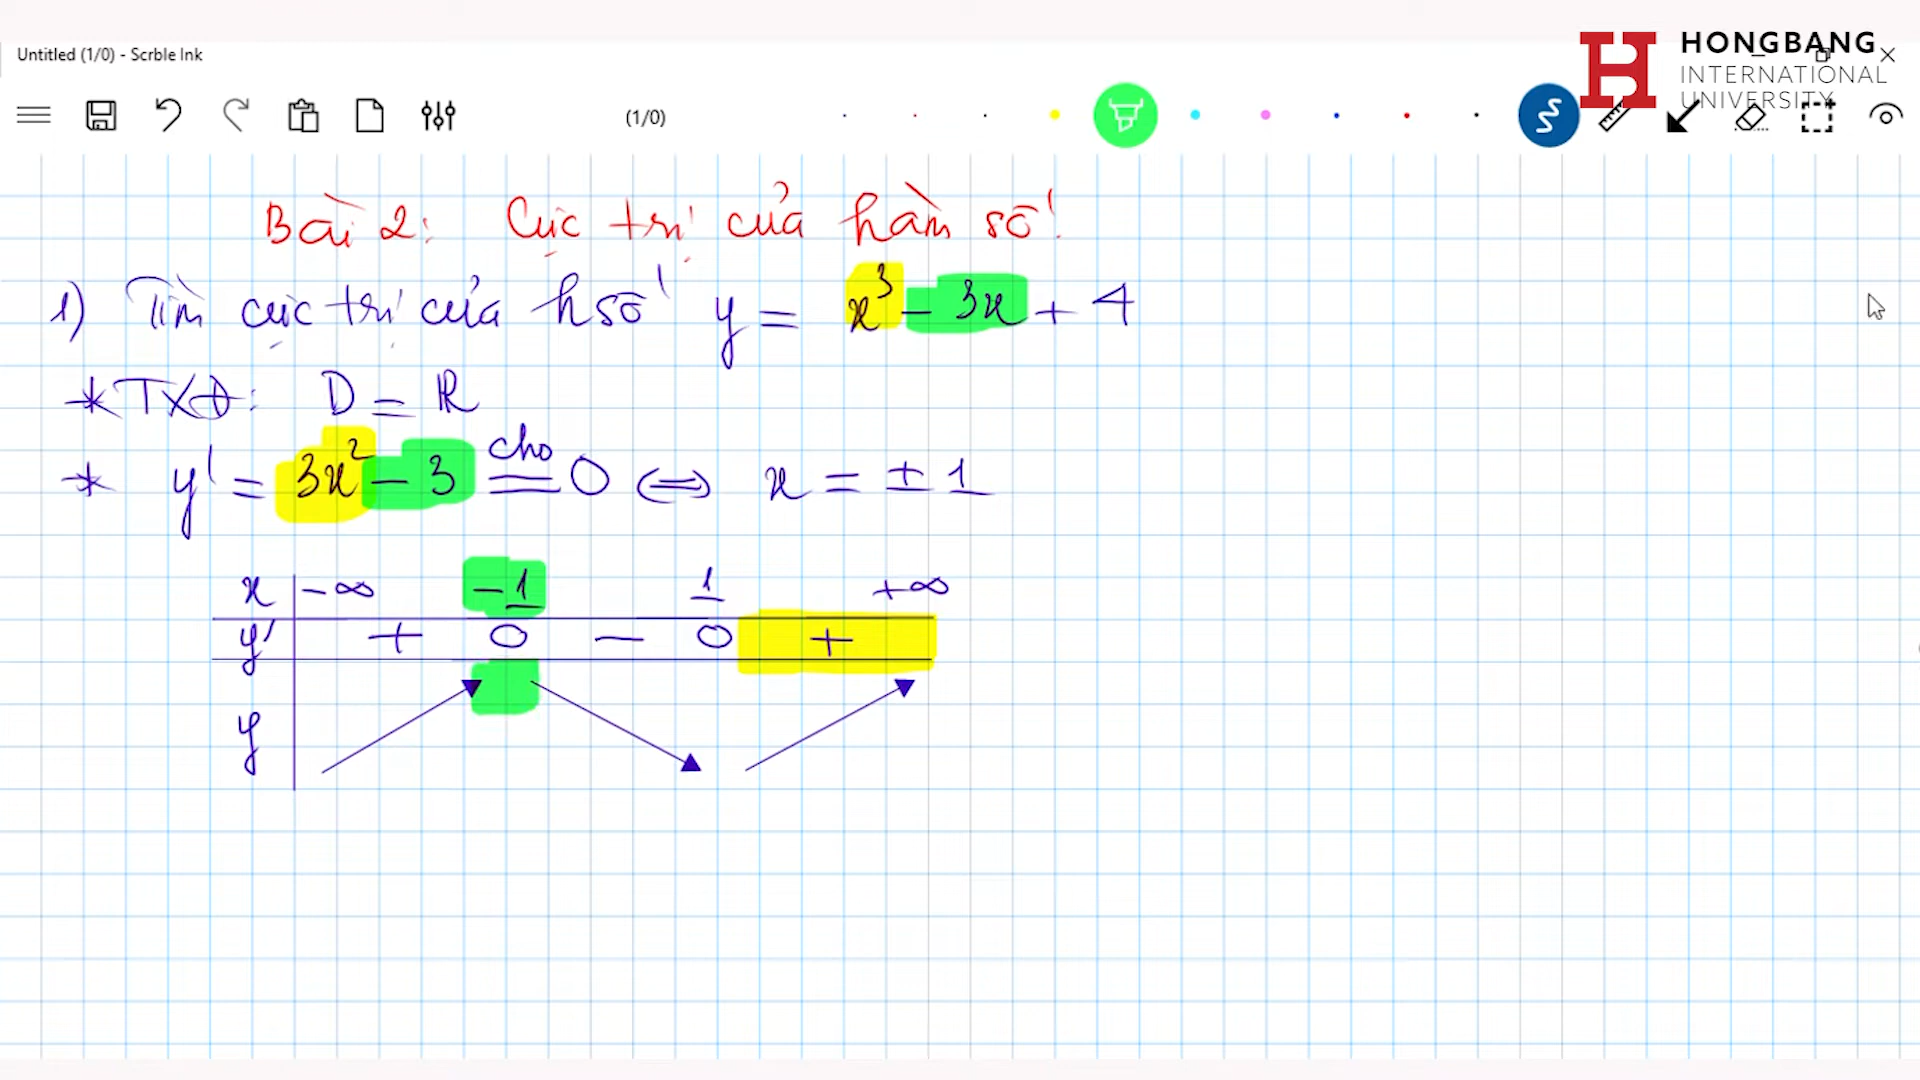 Untitled (1/0) - Scrble Ink
HONGBANG
INTERNATIONAL
UNIVERSITY
(1/0)
Bài 2: Cực trị của hàm số
1) Tìm cực trị của hsố y = x³ - 3x + 4
* TXĐ: D = ℝ
* y' = 3x² - 3 cho = 0 ⇔ x = ± 1
x -∞ -1 1 +∞
y' + 0 - 0 +
y